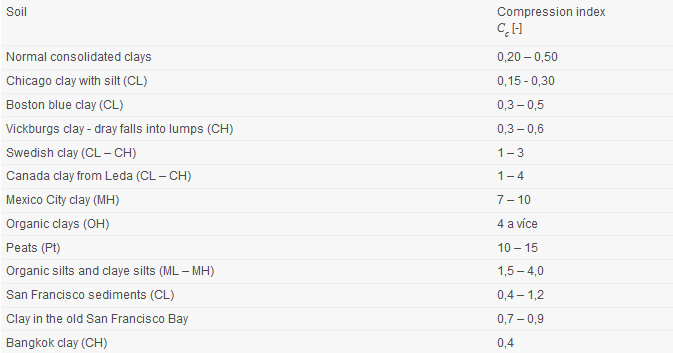 Soil Compression index
C_c [-]
Normal consolidated clays 0,20 – 0,50
Chicago clay with silt (CL) 0,15 - 0,30
Boston blue clay (CL) 0,3 – 0,5
Vickburgs clay - dray falls into lumps (CH) 0,3 – 0,6
Swedish clay (CL – CH) 1 – 3
Canada clay from Leda (CL – CH) 1 – 4
Mexico City clay (MH) 7 – 10
Organic clays (OH) 4 a více
Peats (Pt) 10 – 15
Organic silts and claye silts (ML – MH) 1,5 – 4,0
San Francisco sediments (CL) 0,4 – 1,2
Clay in the old San Francisco Bay 0,7 – 0,9
Bangkok clay (CH) 0,4